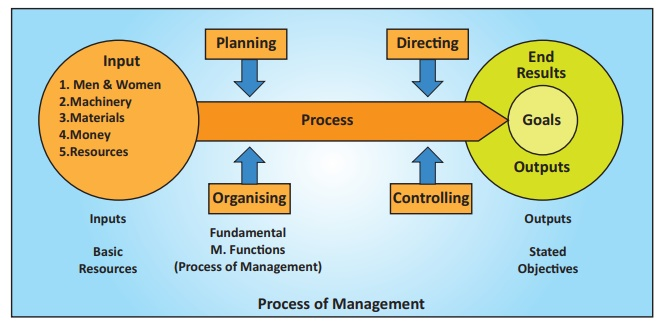 Planning
Directing
Input
1. Men & Women
2.Machinery
3.Materials
4.Money
5.Resources
Process
End
Results
Goals
Outputs
Organising
Controlling
Inputs
Basic
Resources
Fundamental
M. Functions
(Process of Management)
Outputs
Stated
Objectives
Process of Management